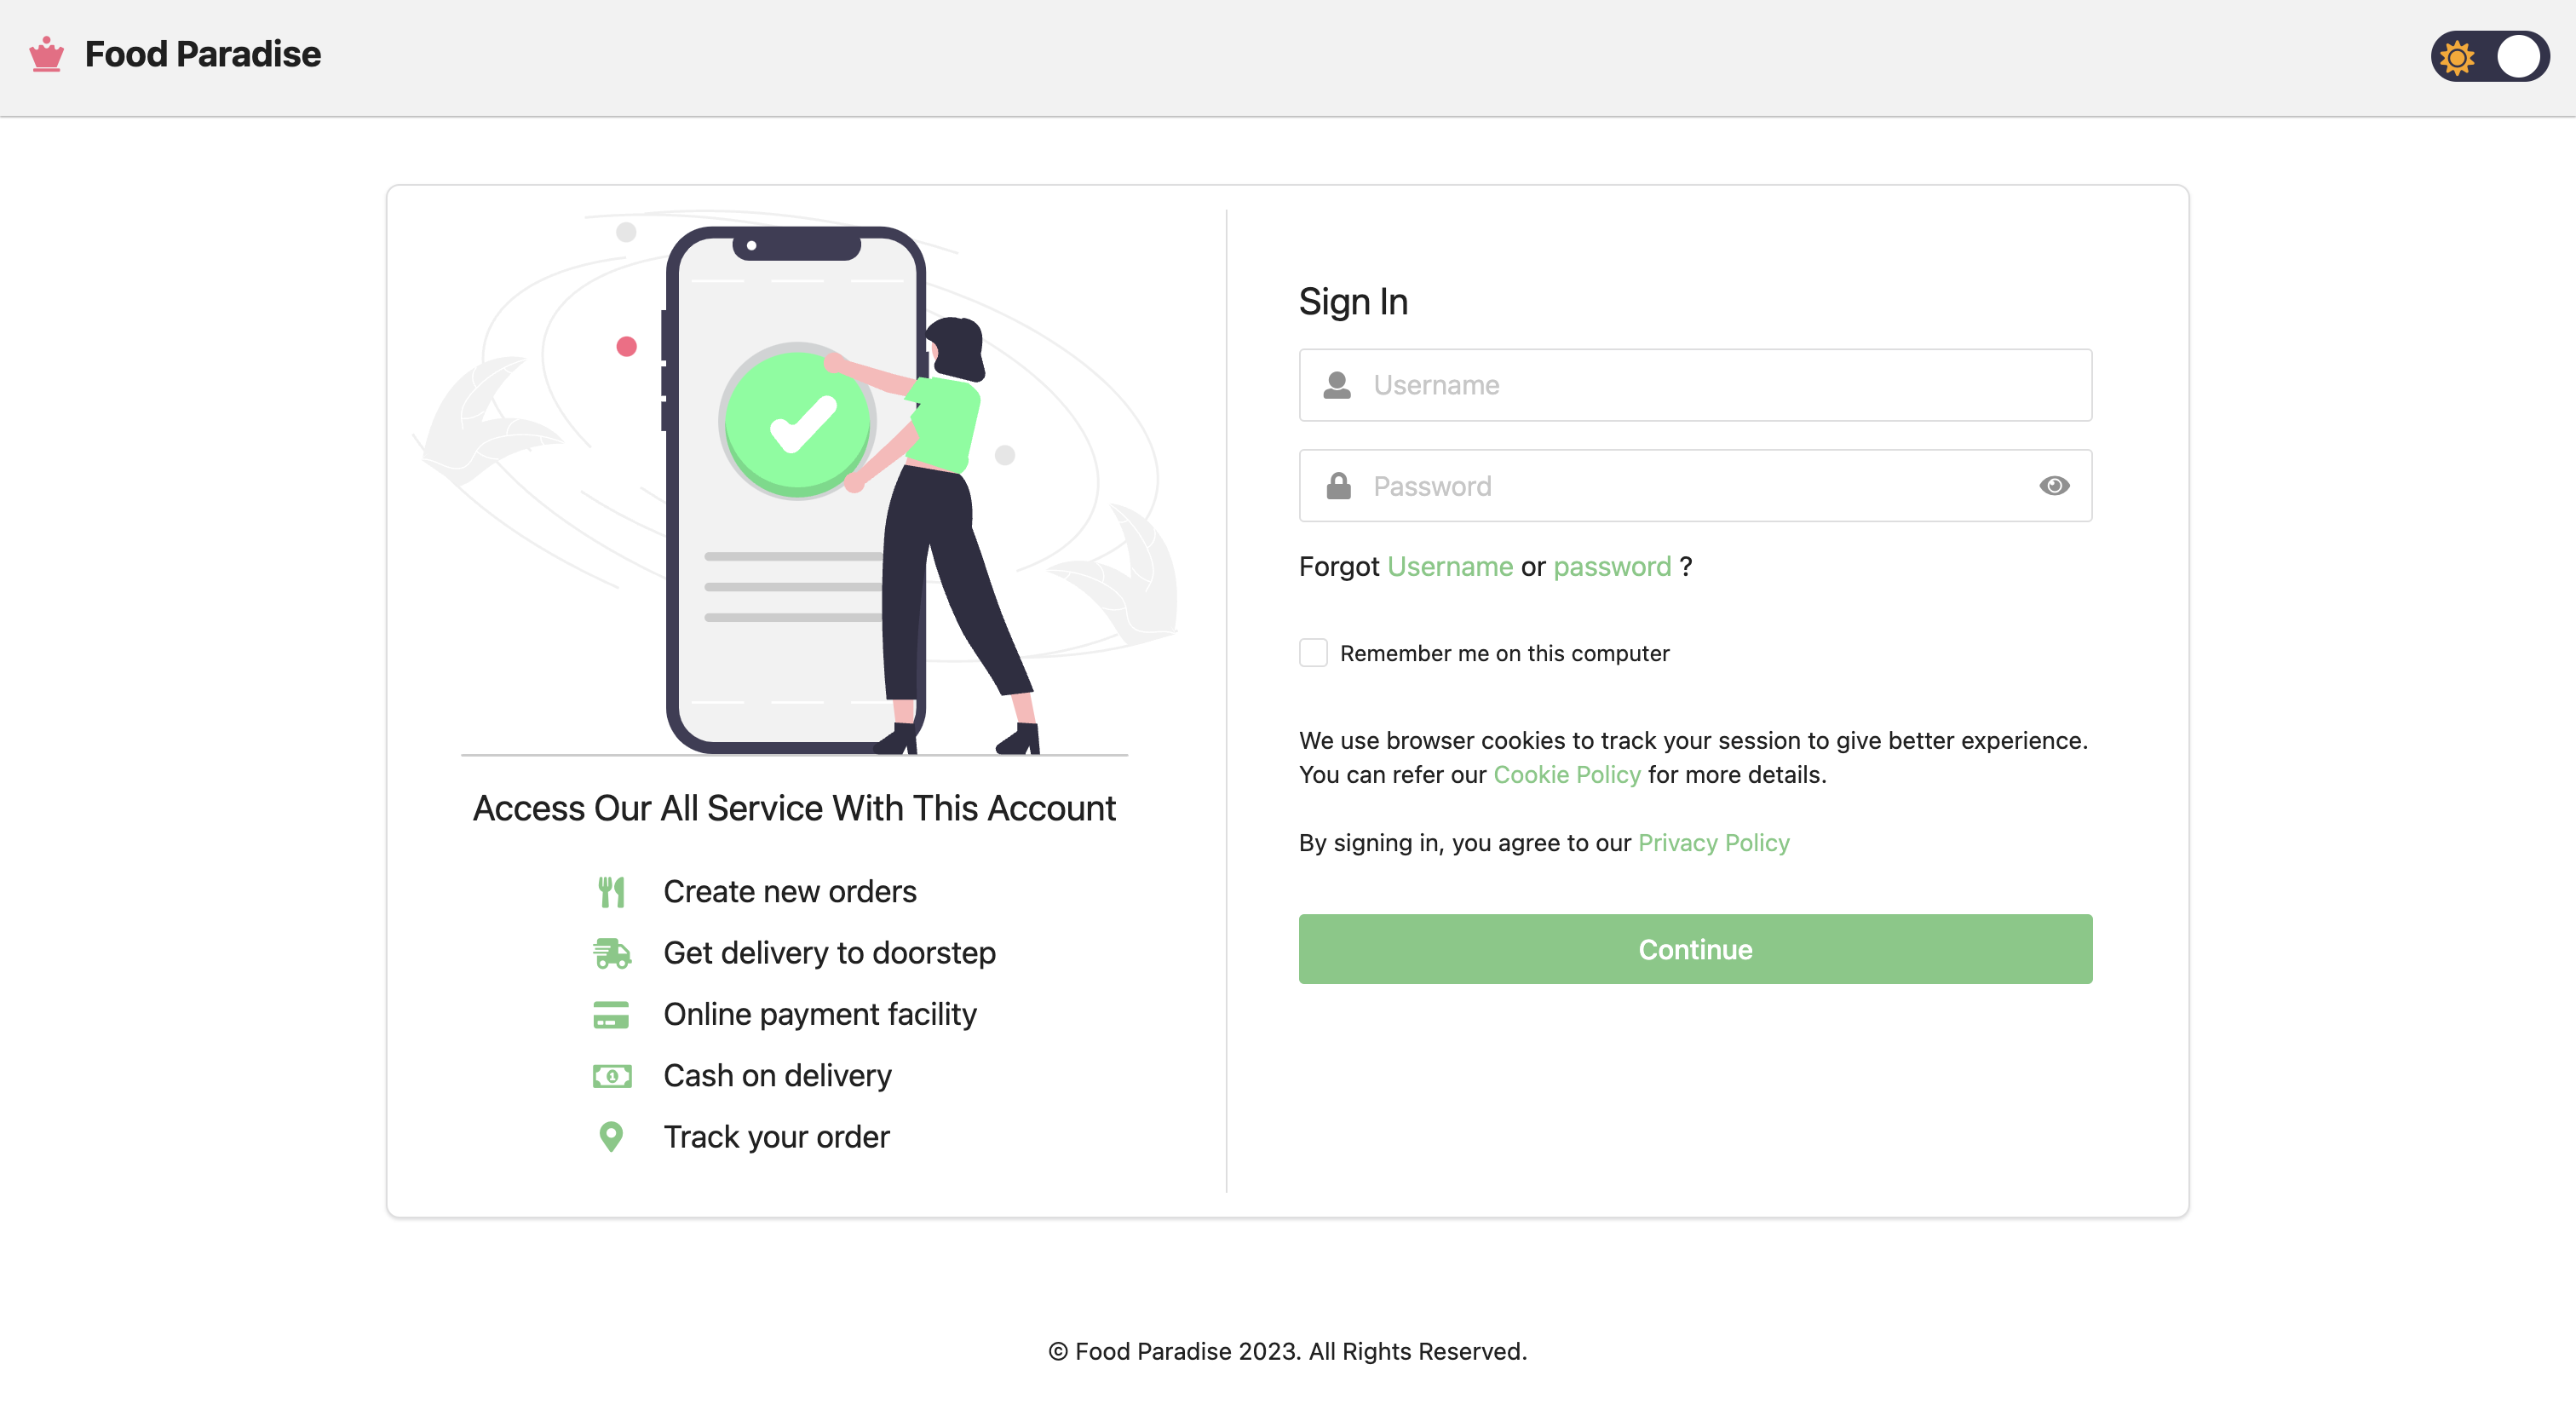 Food Paradise
Access Our All Service With This Account
Create new orders
Get delivery to doorstep
Online payment facility
1
Cash on delivery
Track your order
Sign In
Username
Password
Forgot Username or password ?
Remember me on this computer
We use browser cookies to track your session to give better experience.
You can refer our Cookie Policy for more details.
By signing in, you agree to our Privacy Policy
Continue
© Food Paradise 2023. All Rights Reserved.